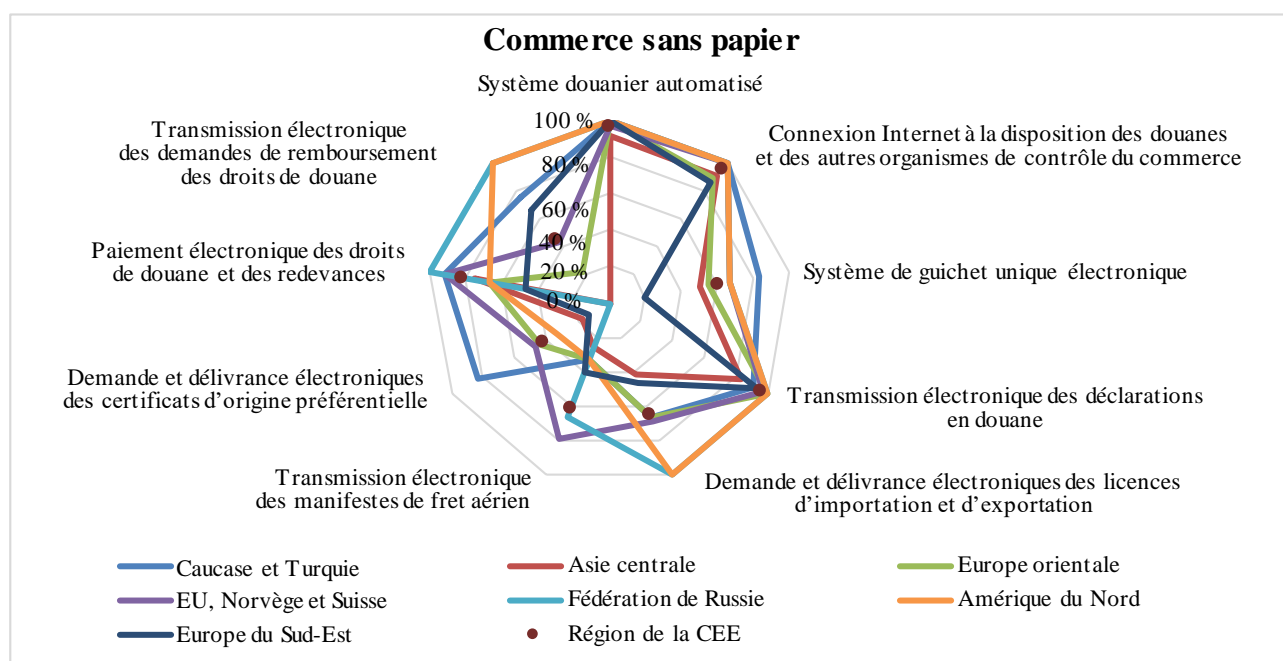 Commerce sans papier
Système douanier automatisé
Connexion Internet à la disposition des douanes
et des autres organismes de contrôle du commerce
Système de guichet unique électronique
Transmission électronique des déclarations
en douane
Demande et délivrance électroniques des licences
d'importation et d'exportation
Transmission électronique
des manifestes de fret aérien
Demande et délivrance électroniques
des certificats d'origine préférentielle
Paiement électronique des droits
de douane et des redevances
Transmission électronique
des demandes de remboursement
des droits de douane
100 %
80 %
60 %
40 %
20 %
0 %
Caucase et Turquie
Asie centrale
Europe orientale
EU, Norvège et Suisse
Fédération de Russie
Amérique du Nord
Europe du Sud-Est
Région de la CEE